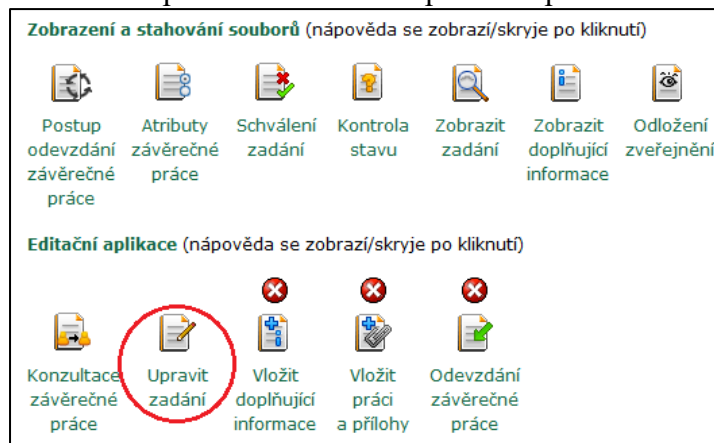 Zobrazení a stahování souborů (nápověda se zobrazí/skryje po kliknutí)
Postup odevzdání závěrečné práce
Atributy závěrečné práce
Schválení zadání
Kontrola stavu
Zobrazit zadání
Zobrazit doplňující informace
Odložení zveřejnění
Editační aplikace (nápověda se zobrazí/skryje po kliknutí)
Konzultace závěrečné práce
Upravit zadání
Vložit doplňující informace
Vložit práci a přílohy
Odevzdání závěrečné práce